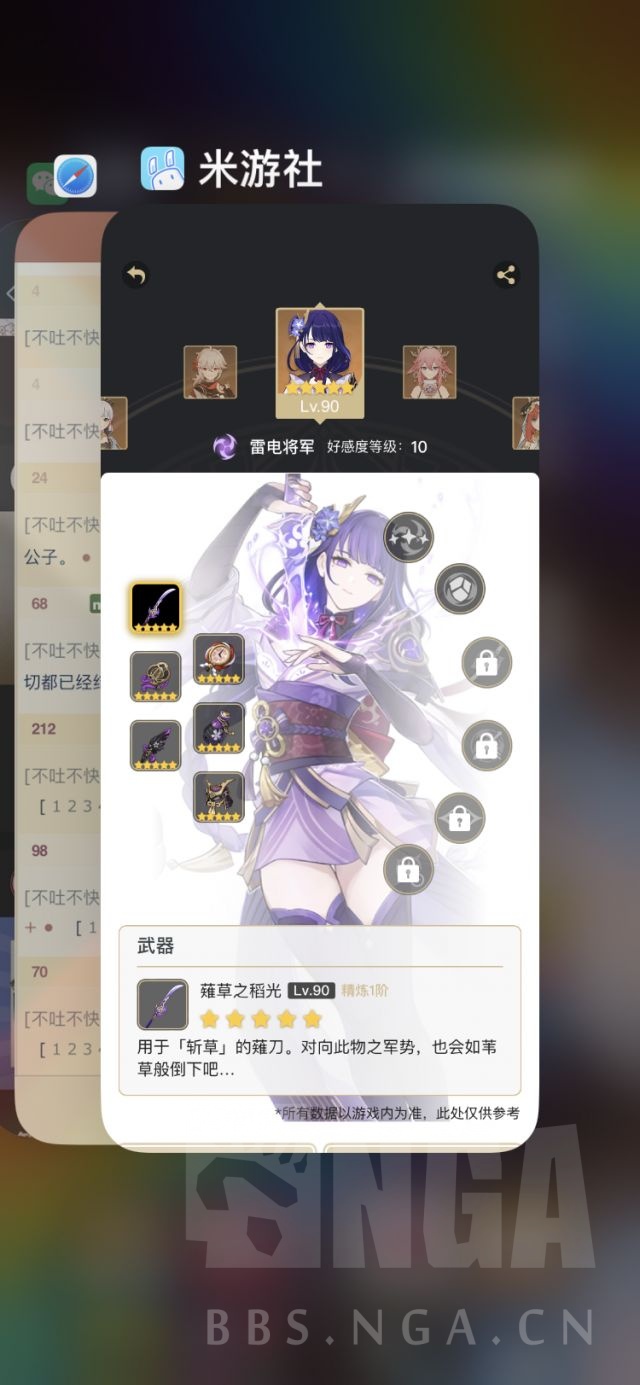 米游社
Lv.90
雷电将军 好感度等级：10
武器
薙草之稻光 Lv.90 精炼1阶
用于「斩草」的薙刀。对向此物之军势，也会如苇
草般倒下吧...
*所有数据以游戏内为准，此处仅供参考
4
[不吐不快
4
[不吐不快
24
[不吐不快
公子。
68
[不吐不快
切都已经
212
[不吐不快
[ 1 2 3
98
[不吐不快
+ [ 1
70
[不吐不快
[ 1 2 3
NGA
BBS.NGA.CN